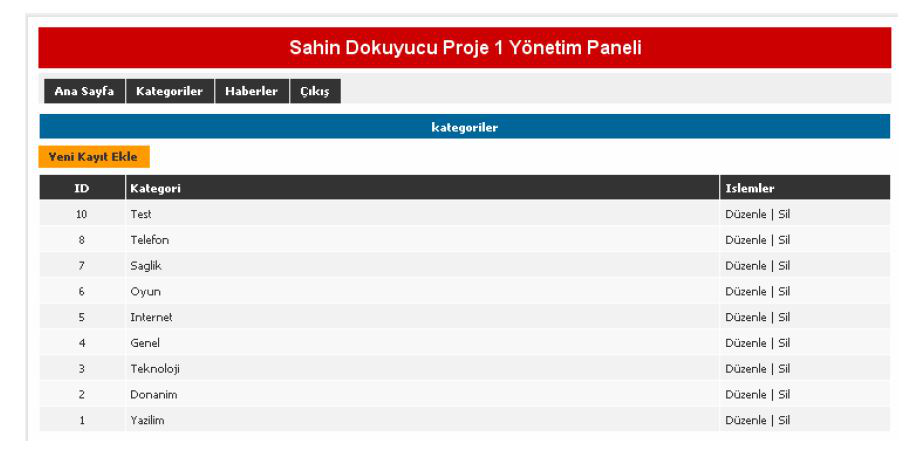 Sahin Dokuyucu Proje 1 Yönetim Paneli
Ana Sayfa Kategoriler Haberler Çıkış
kategoriler
Yeni Kayıt Ekle
ID Kategori Islemler
10 Test Düzenle | Sil
8 Telefon Düzenle | Sil
7 Saglik Düzenle | Sil
6 Oyun Düzenle | Sil
5 Internet Düzenle | Sil
4 Genel Düzenle | Sil
3 Teknoloji Düzenle | Sil
2 Donanim Düzenle | Sil
1 Yazilim Düzenle | Sil